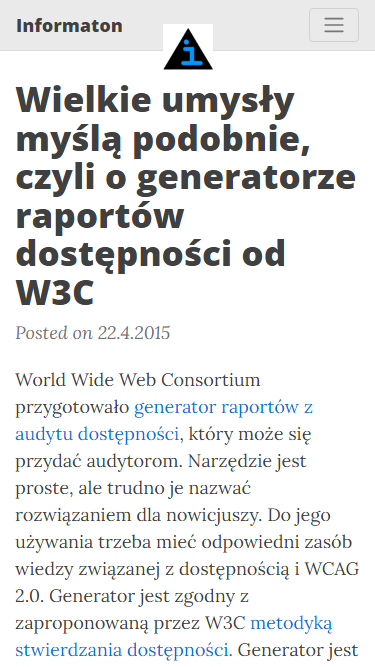 Informaton
i
Wielkie umysły
myślą podobnie,
czyli o generatorze
raportów
dostępności od
W3C
Posted on 22.4.2015
World Wide Web Consortium
przygotowało generator raportów z
audytu dostępności, który może się
przydać audytorom. Narzędzie jest
proste, ale trudno je nazwać
rozwiązaniem dla nowicjuszy. Do jego
używania trzeba mieć odpowiedni zasób
wiedzy związanej z dostępnością i WCAG
2.0. Generator jest zgodny z
zaproponowaną przez W3C metodyką
stwierdzania dostępności. Generator jest